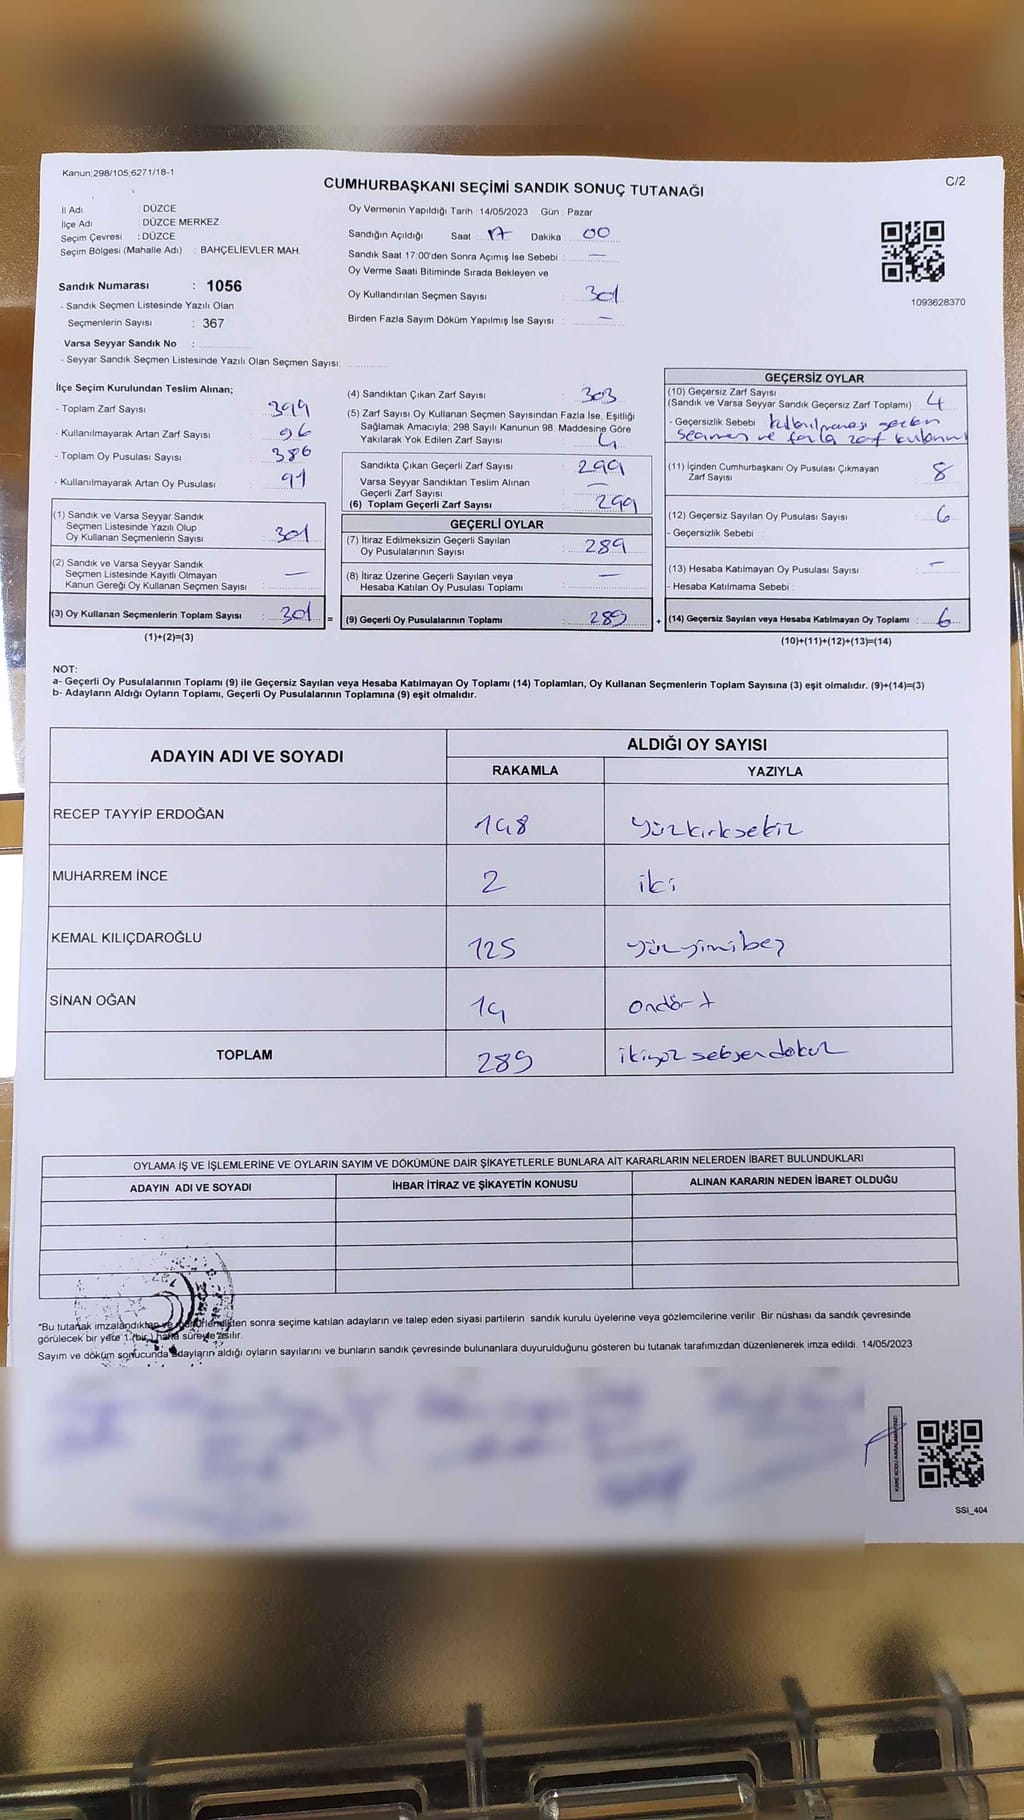 Kanun;298/105;6271/18-1
C/2
CUMHURBAŞKANI SEÇİMİ SANDIK SONUÇ TUTANAĞI
İl Adı : DÜZCE
İlçe Adı : DÜZCE MERKEZ
Seçim Çevresi : DÜZCE
Seçim Bölgesi (Mahalle Adı) : BAHÇELİEVLER MAH.
Sandık Numarası : 1056
- Sandık Seçmen Listesinde Yazılı Olan
Seçmenlerin Sayısı : 367
Varsa Seyyar Sandık No :
- Seyyar Sandık Seçmen Listesinde Yazılı Olan Seçmen Sayısı:
Oy Vermenin Yapıldığı Tarih : 14/05/2023 Gün : Pazar
Sandığın Açıldığı Saat : 17 Dakika : 00
Sandık Saat 17:00'den Sonra Açımış İse Sebebi : —
Oy Verme Saati Bitiminde Sırada Bekleyen ve
Oy Kullandırılan Seçmen Sayısı : 301
Birden Fazla Sayım Döküm Yapılmış İse Sayısı : —
1093628370
İlçe Seçim Kurulundan Teslim Alınan;
- Toplam Zarf Sayısı : 399
- Kullanılmayarak Artan Zarf Sayısı : 96
- Toplam Oy Pusulası Sayısı : 386
- Kullanılmayarak Artan Oy Pusulası : 91
(1) Sandık ve Varsa Seyyar Sandık
Seçmen Listesinde Yazılı Olup
Oy Kullanan Seçmenlerin Sayısı : 301
(2) Sandık ve Varsa Seyyar Sandık
Seçmen Listesinde Kayıtlı Olmayan
Kanun Gereği Oy Kullanan Seçmen Sayısı : —
(3) Oy Kullanan Seçmenlerin Toplam Sayısı : 301 =
(1)+(2)=(3)
(4) Sandıktan Çıkan Zarf Sayısı : 303
(5) Zarf Sayısı Oy Kullanan Seçmen Sayısından Fazla İse, Eşitliği
Sağlamak Amacıyla; 298 Sayılı Kanunun 98. Maddesine Göre
Yakılarak Yok Edilen Zarf Sayısı : 4
Sandıkta Çıkan Geçerli Zarf Sayısı : 299
Varsa Seyyar Sandıktan Teslim Alınan
Geçerli Zarf Sayısı : —
(6) Toplam Geçerli Zarf Sayısı : 299
GEÇERLİ OYLAR
(7) İtiraz Edilmeksizin Geçerli Sayılan
Oy Pusulalarının Sayısı : 289
(8) İtiraz Üzerine Geçerli Sayılan veya
Hesaba Katılan Oy Pusulası Toplamı : —
(9) Geçerli Oy Pusulalarının Toplamı : 289 +
GEÇERSİZ OYLAR
(10) Geçersiz Zarf Sayısı
(Sandık ve Varsa Seyyar Sandık Geçersiz Zarf Toplamı) : 4
- Geçersizlik Sebebi :
seçmen ve fazla zarf kullanımı
(11) İçinden Cumhurbaşkanı Oy Pusulası Çıkmayan
Zarf Sayısı : 8
(12) Geçersiz Sayılan Oy Pusulası Sayısı : 6
- Geçersizlik Sebebi :
(13) Hesaba Katılmayan Oy Pusulası Sayısı : —
- Hesaba Katılmama Sebebi :
(14) Geçersiz Sayılan veya Hesaba Katılmayan Oy Toplamı : 6
(10)+(11)+(12)+(13)=(14)
NOT:
a- Geçerli Oy Pusulalarının Toplamı (9) ile Geçersiz Sayılan veya Hesaba Katılmayan Oy Toplamı (14) Toplamları, Oy Kullanan Seçmenlerin Toplam Sayısına (3) eşit olmalıdır. (9)+(14)=(3)
b- Adayların Aldığı Oyların Toplamı, Geçerli Oy Pusulalarının Toplamına (9) eşit olmalıdır.
ADAYIN ADI VE SOYADI ALDIĞI OY SAYISI
RAKAMLA YAZIYLA
RECEP TAYYİP ERDOĞAN 148 yüzkırksekiz
MUHARREM İNCE 2 iki
KEMAL KILIÇDAROĞLU 125 yüzyirmibeş
SİNAN OĞAN 14 ondört
TOPLAM 289 ikiyüz seksen dokuz
OYLAMA İŞ VE İŞLEMLERİNE VE OYLARIN SAYIM VE DÖKÜMÜNE DAİR ŞİKAYETLERLE BUNLARA AİT KARARLARIN NELERDEN İBARET BULUNDUKLARI
ADAYIN ADI VE SOYADI İHBAR İTİRAZ VE ŞİKAYETİN KONUSU ALINAN KARARIN NEDEN İBARET OLDUĞU
"Bu tutanak imzalandıktan ve mühürlendikten sonra seçime katılan adayların ve talep eden siyasi partilerin sandık kurulu üyelerine veya gözlemcilerine verilir. Bir nüshası da sandık çevresinde
görülecek bir yere 1 (bir) hafta süreyle asılır.
Sayım ve döküm sonucunda adayların aldığı oyların sayılarını ve bunların sandık çevresinde bulunanlara duyurulduğunu gösteren bu tutanak tarafımızdan düzenlenerek imza edildi. 14/05/2023
SSI_404